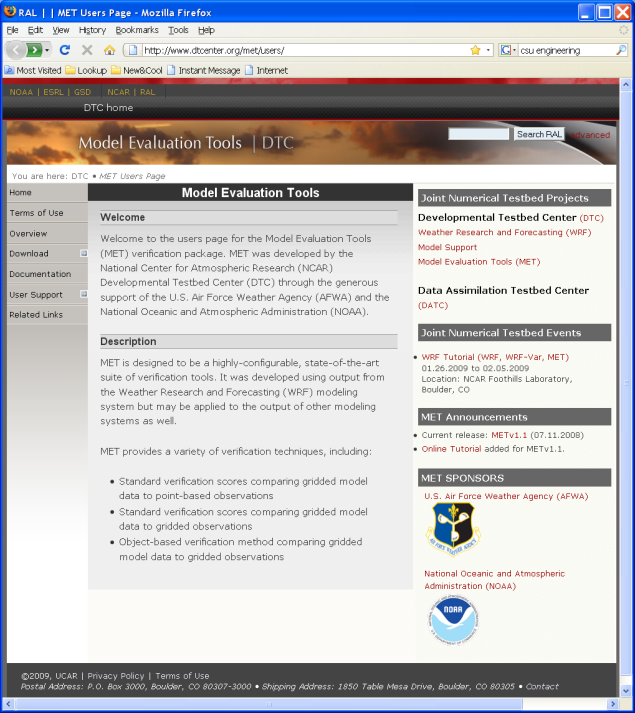 RAL | | MET Users Page - Mozilla Firefox
File Edit View History Bookmarks Tools Help
http://www.dtcenter.org/met/users/
csu engineering
Most Visited Lookup New&Cool Instant Message Internet
NOAA | ESRL | GSD NCAR | RAL
DTC home
Model Evaluation Tools | DTC
Search RAL
Advanced
You are here: DTC • MET Users Page
Home
Terms of Use
Overview
Download
Documentation
User Support
Related Links
Model Evaluation Tools
Welcome
Welcome to the users page for the Model Evaluation Tools
(MET) verification package. MET was developed by the
National Center for Atmospheric Research (NCAR)
Developmental Testbed Center (DTC) through the generous
support of the U.S. Air Force Weather Agency (AFWA) and the
National Oceanic and Atmospheric Administration (NOAA).
Description
MET is designed to be a highly-configurable, state-of-the-art
suite of verification tools. It was developed using output from
the Weather Research and Forecasting (WRF) modeling
system but may be applied to the output of other modeling
systems as well.
MET provides a variety of verification techniques, including:
• Standard verification scores comparing gridded model
data to point-based observations
• Standard verification scores comparing gridded model
data to gridded observations
• Object-based verification method comparing gridded
model data to gridded observations
Joint Numerical Testbed Projects
Developmental Testbed Center (DTC)
Weather Research and Forecasting (WRF)
Model Support
Model Evaluation Tools (MET)
Data Assimilation Testbed Center
(DATC)
Joint Numerical Testbed Events
• WRF Tutorial (WRF, WRF-Var, MET)
01.26.2009 to 02.05.2009
Location: NCAR Foothills Laboratory,
Boulder, CO
MET Announcements
• Current release: METv1.1 (07.11.2008)
• Online Tutorial added for METv1.1.
MET SPONSORS
U.S. Air Force Weather Agency (AFWA)
AIR FORCE WEATHER AGENCY
National Oceanic and Atmospheric
Administration (NOAA)
NOAA
©2009, UCAR | Privacy Policy | Terms of Use
Postal Address: P.O. Box 3000, Boulder, CO 80307-3000 • Shipping Address: 1850 Table Mesa Drive, Boulder, CO 80305 • Contact